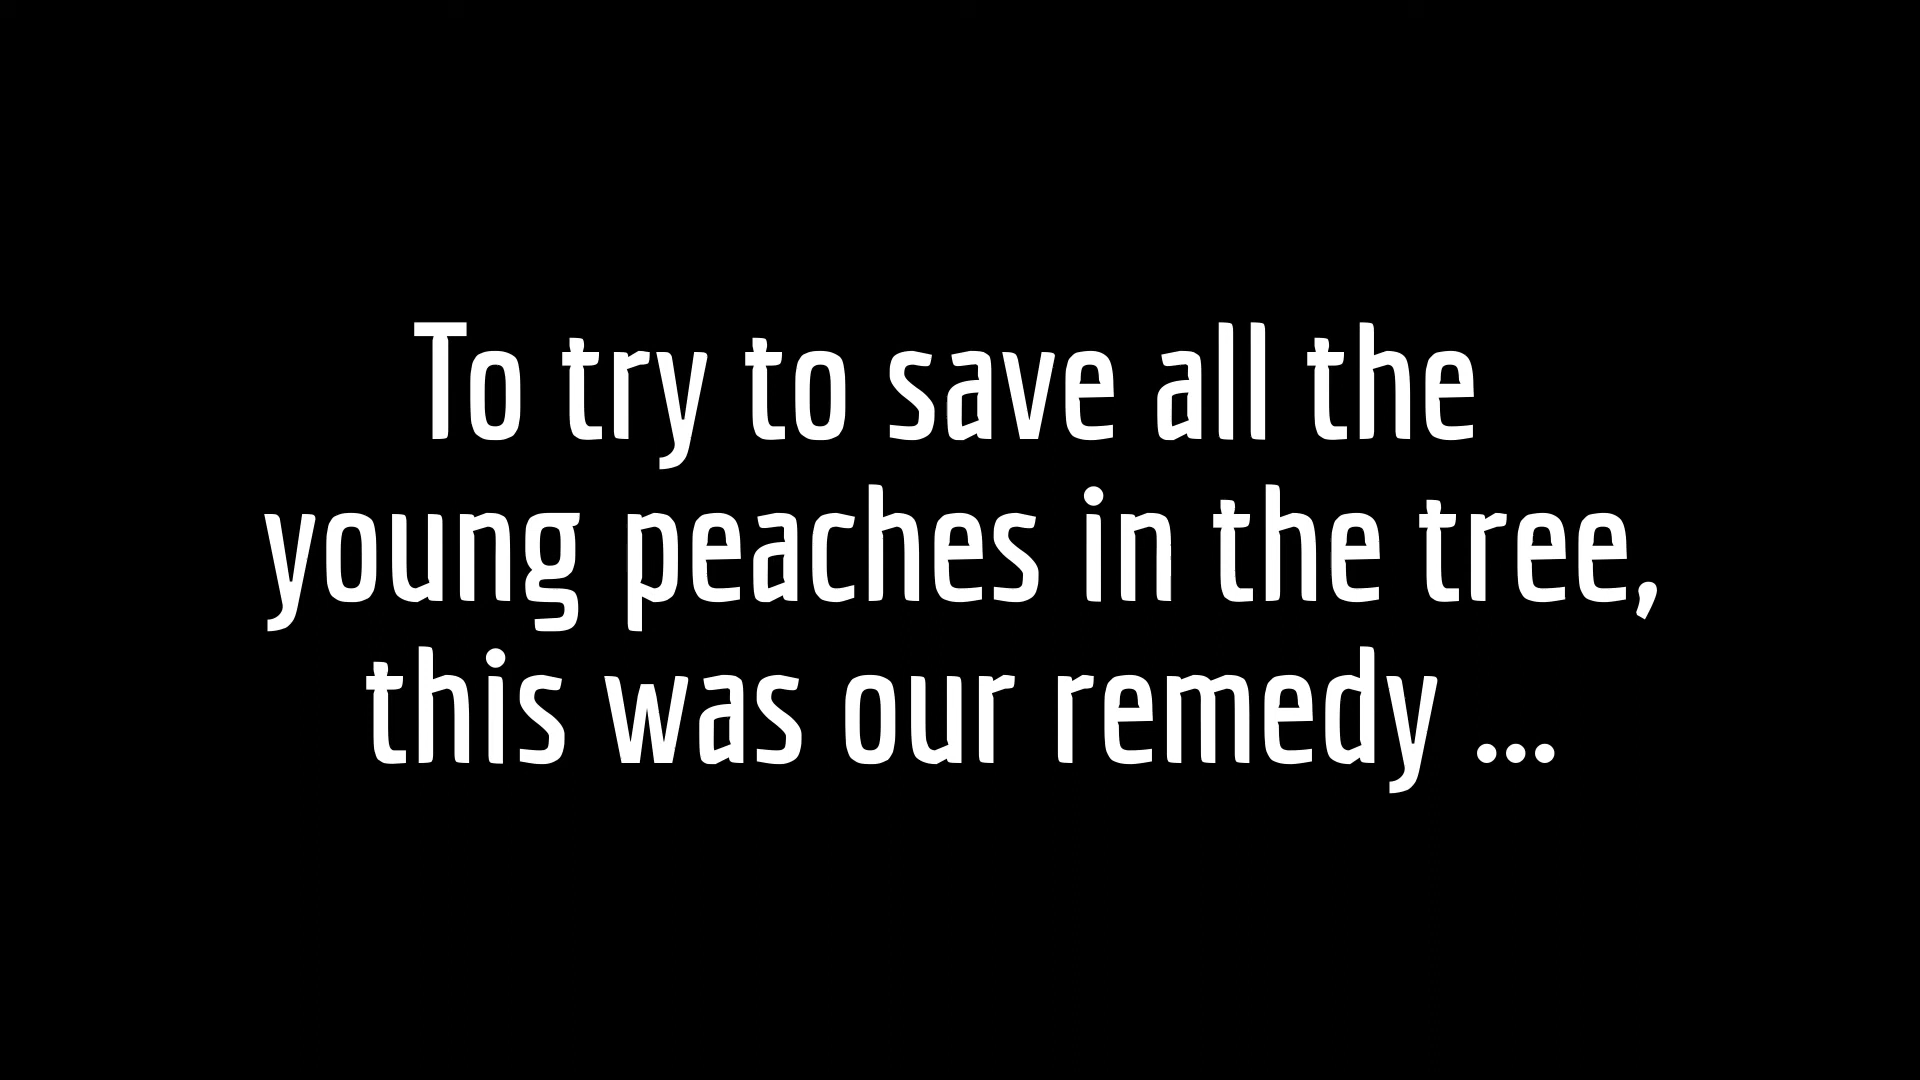 To try to save all the
young peaches in the tree,
this was our remedy ...